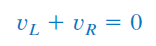 v_L + v_R = 0